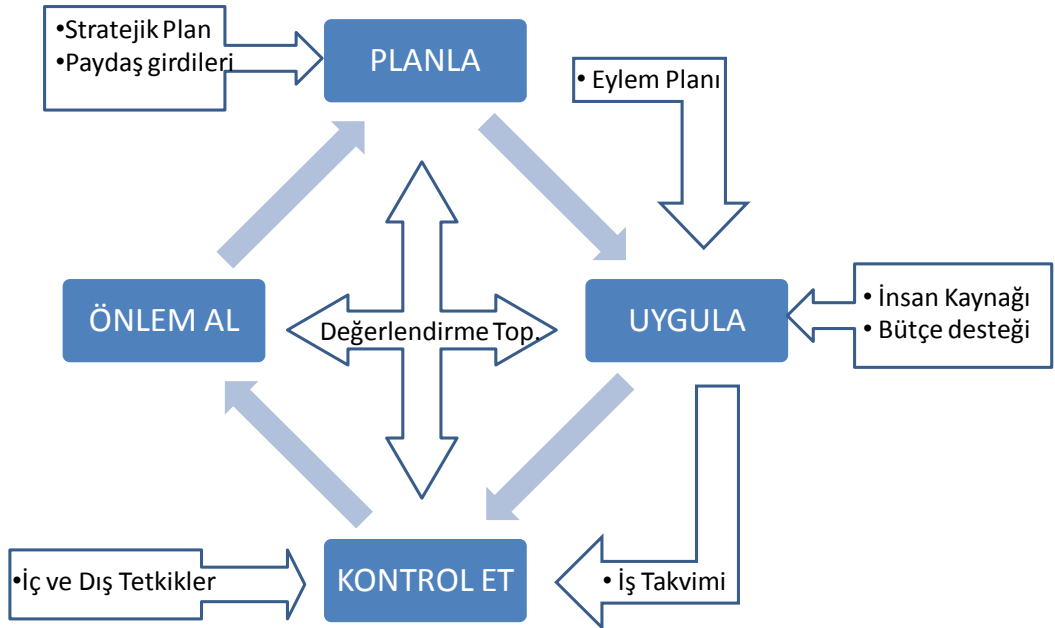 •Stratejik Plan
•Paydaş girdileri
PLANLA
• Eylem Planı
ÖNLEM AL
Değerlendirme Top.
UYGULA
• İnsan Kaynağı
• Bütçe desteği
•İç ve Dış Tetkikler
KONTROL ET
• İş Takvimi